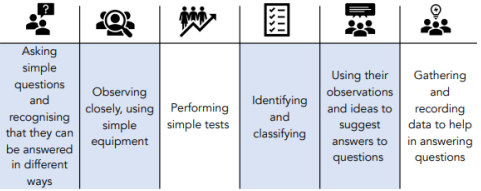 ?
Asking
simple
questions
and
recognising
that they can
be answered
in different
ways
Observing
closely, using
simple
equipment
Performing
simple tests
Identifying
and
classifying
Using their
observations
and ideas to
suggest
answers to
questions
Gathering
and
recording
data to help
in answering
questions